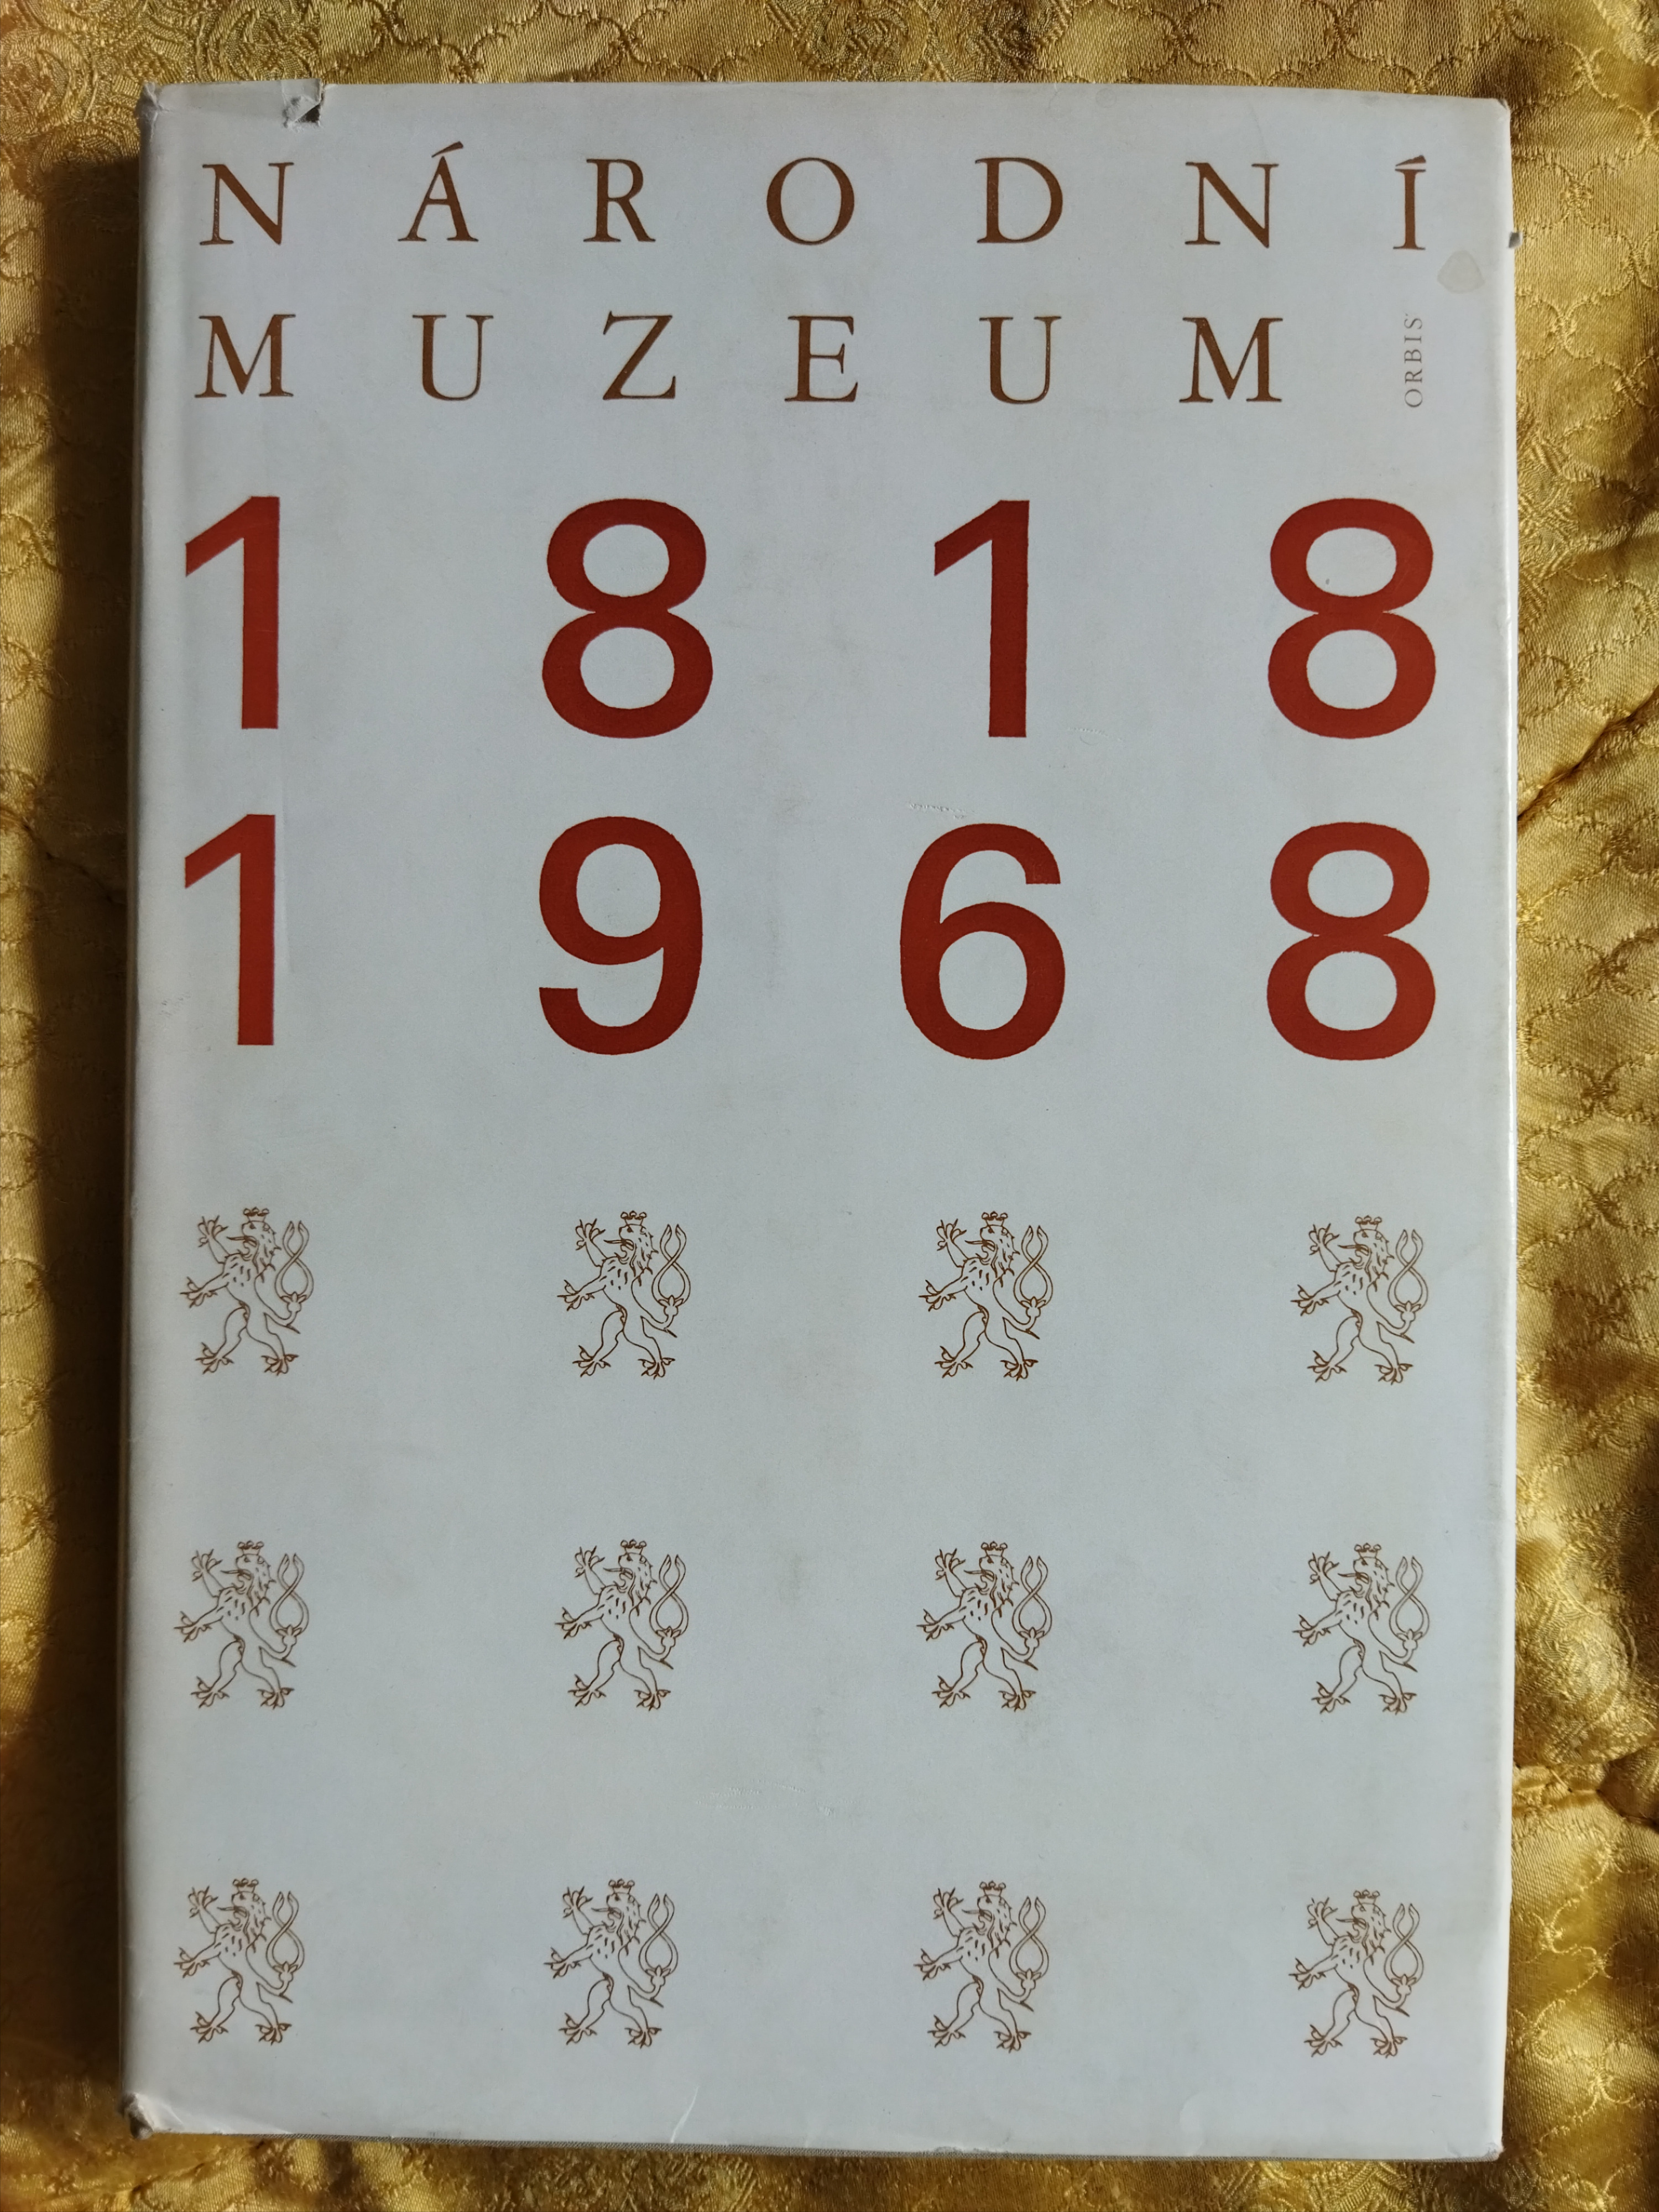 NÁRODNÍ
MUZEUM
ORBIS
1818
1968